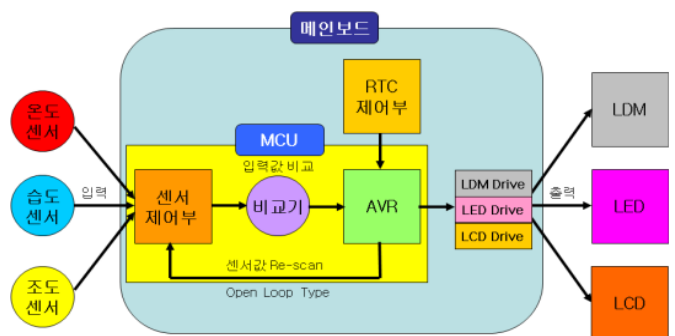 메인보드
RTC
제어부
온도
센서
MCU
LDM
입력값 비교
습도
센서
입력
센서
제어부
비교기
AVR
LDM Drive
LED Drive
LCD Drive
출력
LED
센서값 Re-scan
Open Loop Type
조도
센서
LCD